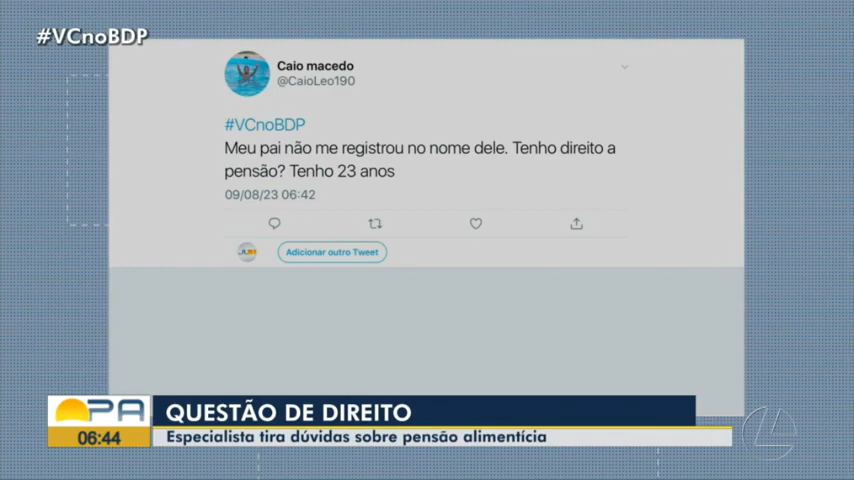 #VCnoBDP
Caio macedo
@CaioLeo190
#VCnoBDP
Meu pai não me registrou no nome dele. Tenho direito a
pensão? Tenho 23 anos
09/08/23 06:42
Adicionar outro Tweet
PA
QUESTÃO DE DIREITO
06:44
Especialista tira dúvidas sobre pensão alimentícia